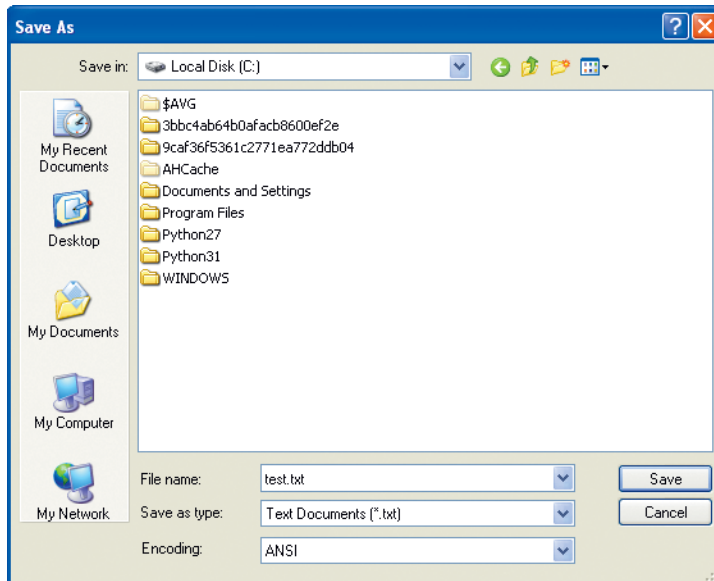 Save As
Save in:
Local Disk (C:)
My Recent
Documents
Desktop
My Documents
My Computer
My Network
$AVG
3bbc4ab64b0afacb8600ef2e
9caf36f5361c2771ea772ddb04
AHCache
Documents and Settings
Program Files
Python27
Python31
WINDOWS
File name:
test.txt
Save
Save as type:
Text Documents (*.txt)
Cancel
Encoding:
ANSI